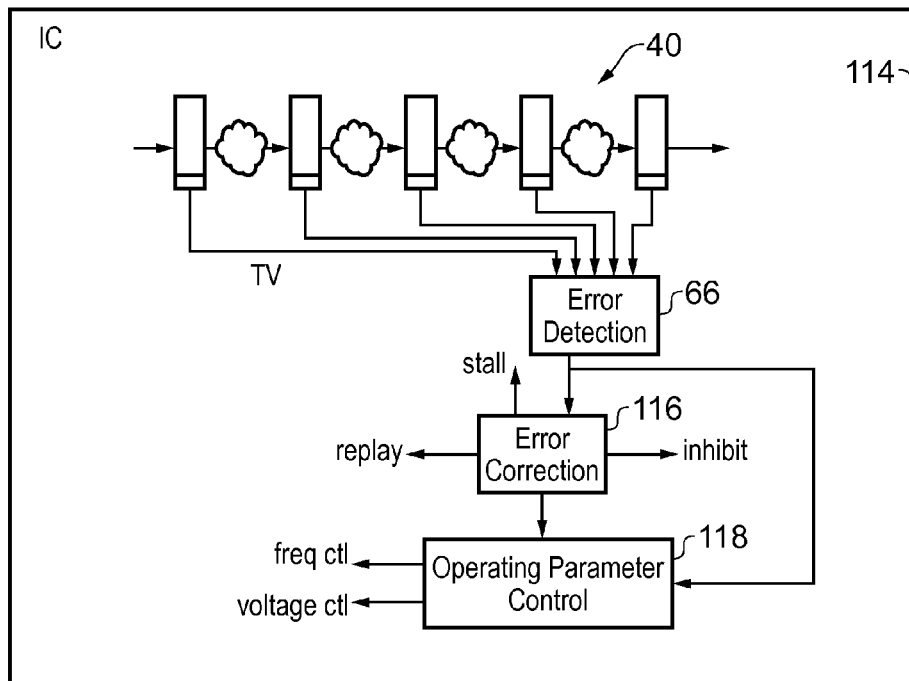 IC
40
114
TV
Error
Detection
66
stall
116
replay
Error
Correction
inhibit
118
freq ctl
Operating Parameter
Control
voltage ctl